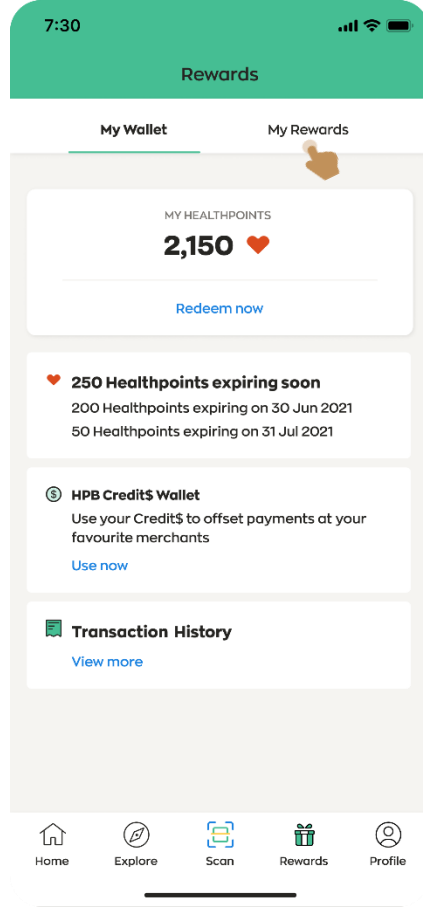 7:30
Rewards
My Wallet
My Rewards
MY HEALTHPOINTS
2,150
Redeem now
250 Healthpoints expiring soon
200 Healthpoints expiring on 30 Jun 2021
50 Healthpoints expiring on 31 Jul 2021
HPB Credit$ Wallet
Use your Credit$ to offset payments at your
favourite merchants
Use now
Transaction History
View more
Home
Explore
Scan
Rewards
Profile